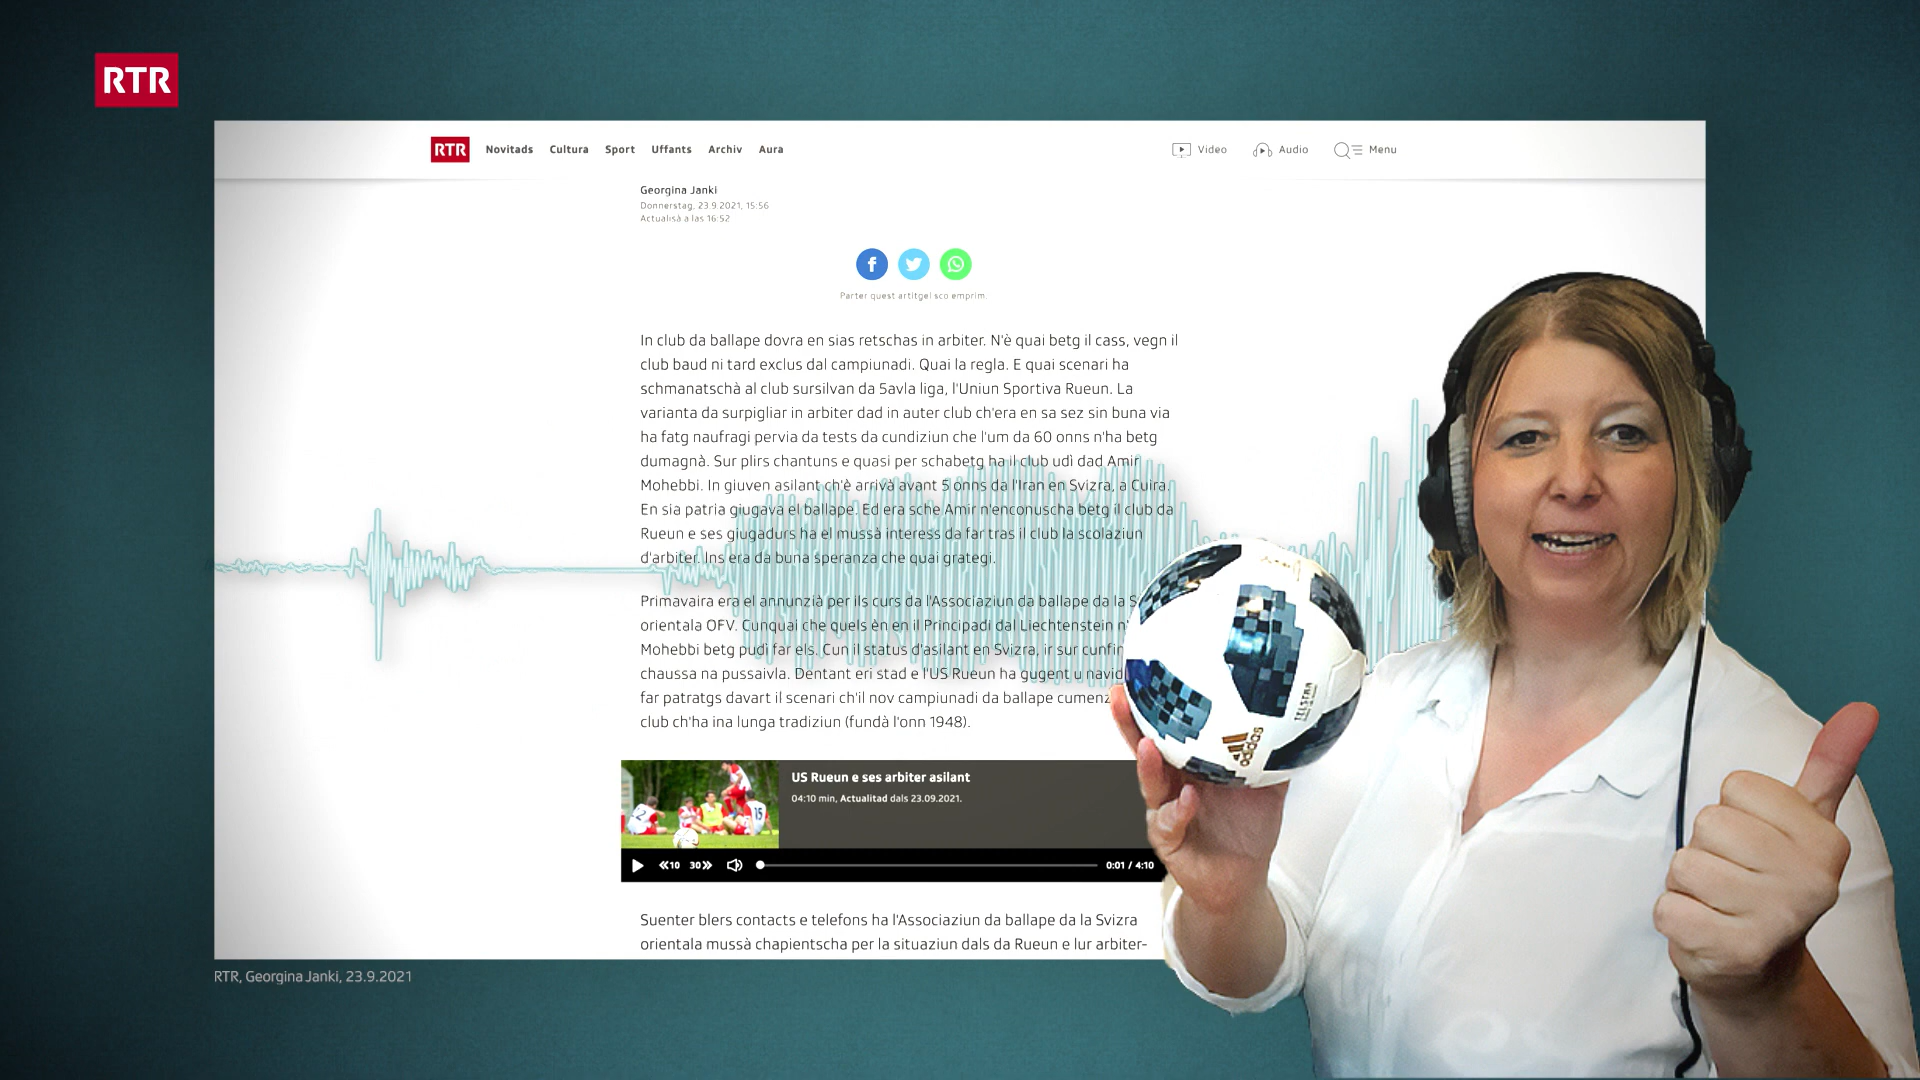 RTR
RTR Novitads Cultura Sport Uffants Archiv Aura Video Audio Menu
Georgina Janki
Donnerstag, 23.9.2021, 15:56
Actualisà a las 16:52
Parter quest artitgel sco emprim.
In club da ballape dovra en sias retschas in arbiter. N'è quai betg il cass, vegn il
club baud ni tard exclus dal campiunadi. Quai la regla. E quai scenari ha
schmanatschà al club sursilvan da 5avla liga, l'Uniun Sportiva Rueun. La
varianta da surpigliar in arbiter dad in auter club ch'era en sa sez sin buna via
ha fatg naufragi pervia da tests da cundiziun che l'um da 60 onns n'ha betg
dumagnà. Sur plirs chantuns e quasi per schabetg ha il club udì dad Amir
Mohebbi. In giuven asilant ch'è arrivà avant 5 onns da l'Iran en Svizra, a Cuira.
En sia patria giugava el ballape. Ed era sche Amir n'enconuscha betg il club da
Rueun e ses giugadurs ha el mussà interess da far tras il club la scolaziun
d'arbiter. Ins era da buna speranza che quai grategi.
Primavaira era el annunzià per ils curs da l'Associaziun da ballape da la
orientala OFV. Cunquai che quels èn en il Principadi dal Liechtenstein
Mohebbi betg pudì far els. Cun il status d'asilant en Svizra, ir sur
chaussa na pussaivla. Dentant eri stad e l'US Rueun ha gugent u
far patratgs davart il scenari ch'il nov campiunadi da ballape
club ch'ha ina lunga tradiziun (fundà l'onn 1948).
TELSTAR
adidas
2
15
US Rueun e ses arbiter asilant
04:10 min, Actualitad dals 23.09.2021.
10 30 0:01 / 4:10
Suenter blers contacts e telefons ha l'Associaziun da ballape da la Svizra
orientala mussà chapientscha per la situaziun dals da Rueun e lur arbiter-
RTR, Georgina Janki, 23.9.2021